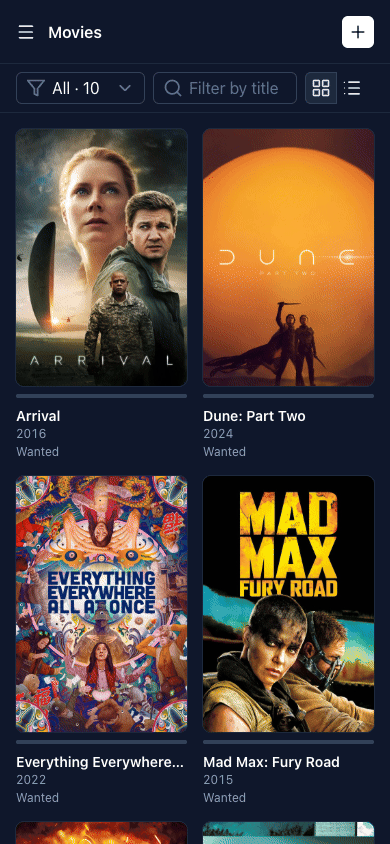 Movies
All · 10
Filter by title
ARRIVAL
DUNE
PART TWO
Arrival
2016
Wanted
Dune: Part Two
2024
Wanted
EVERYTHING
EVERYWHERE
ALL AT ONCE
MAD
MAX
FURY ROAD
Everything Everywhere...
2022
Wanted
Mad Max: Fury Road
2015
Wanted